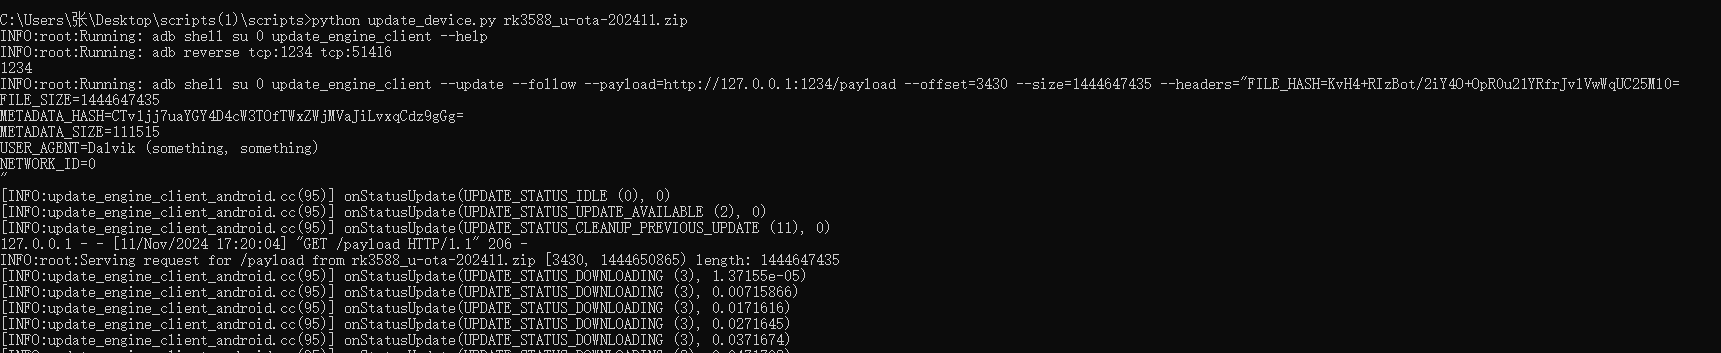 C:\Users\张\Desktop\scripts(1)\scripts>python update_device.py rk3588_u-ota-202411.zip
INFO:root:Running: adb shell su 0 update_engine_client --help
INFO:root:Running: adb reverse tcp:1234 tcp:51416
1234
INFO:root:Running: adb shell su 0 update_engine_client --update --follow --payload=http://127.0.0.1:1234/payload --offset=3430 --size=1444647435 --headers="FILE_HASH=KvH4+RIzBot/2iY4O+OpR0u21YRfrJvlVwWqUC25M10=
FILE_SIZE=1444647435
METADATA_HASH=CTv1jj7uaYGY4D4cW3TOfTWxZWjMVaJiLvxqCdz9gGg=
METADATA_SIZE=111515
USER_AGENT=Dalvik (something, something)
NETWORK_ID=0
"
[INFO:update_engine_client_android.cc(95)] onStatusUpdate(UPDATE_STATUS_IDLE (0), 0)
[INFO:update_engine_client_android.cc(95)] onStatusUpdate(UPDATE_STATUS_UPDATE_AVAILABLE (2), 0)
[INFO:update_engine_client_android.cc(95)] onStatusUpdate(UPDATE_STATUS_CLEANUP_PREVIOUS_UPDATE (11), 0)
127.0.0.1 - - [11/Nov/2024 17:20:04] "GET /payload HTTP/1.1" 206 -
INFO:root:Serving request for /payload from rk3588_u-ota-202411.zip [3430, 1444650865) length: 1444647435
[INFO:update_engine_client_android.cc(95)] onStatusUpdate(UPDATE_STATUS_DOWNLOADING (3), 1.37155e-05)
[INFO:update_engine_client_android.cc(95)] onStatusUpdate(UPDATE_STATUS_DOWNLOADING (3), 0.00715866)
[INFO:update_engine_client_android.cc(95)] onStatusUpdate(UPDATE_STATUS_DOWNLOADING (3), 0.0171616)
[INFO:update_engine_client_android.cc(95)] onStatusUpdate(UPDATE_STATUS_DOWNLOADING (3), 0.0271645)
[INFO:update_engine_client_android.cc(95)] onStatusUpdate(UPDATE_STATUS_DOWNLOADING (3), 0.0371674)